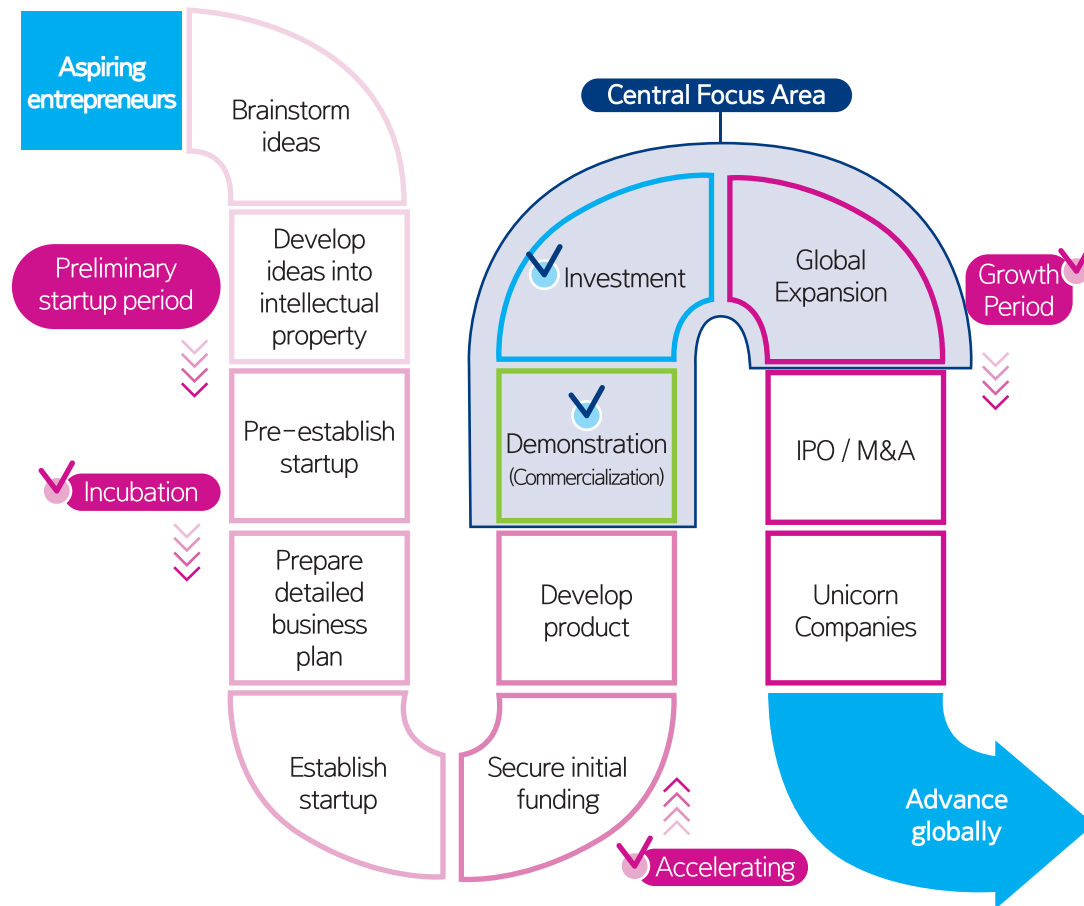 Aspiring
entrepreneurs
Brainstorm
ideas
Preliminary
startup period
Develop
ideas into
intellectual
property
Pre-establish
startup
Incubation
Prepare
detailed
business
plan
Establish
startup
Secure initial
funding
Accelerating
Develop
product
Demonstration
(Commercialization)
Investment
Central Focus Area
Global
Expansion
Growth
Period
IPO / M&A
Unicorn
Companies
Advance
globally